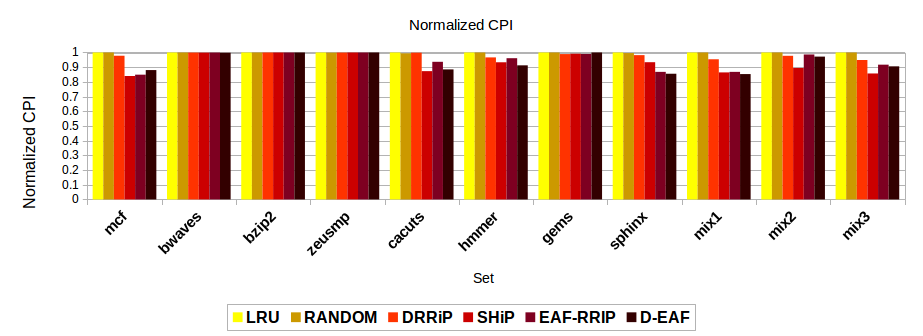 Normalized CPI
Normalized CPI
1
0.9
0.8
0.7
0.6
0.5
0.4
0.3
0.2
0.1
0
mcf
bwaves
bzip2
zeusmp
cacuts
hmmer
gems
sphinx
mix1
mix2
mix3
Set
LRU RANDOM DRRiP SHiP EAF-RRIP D-EAF